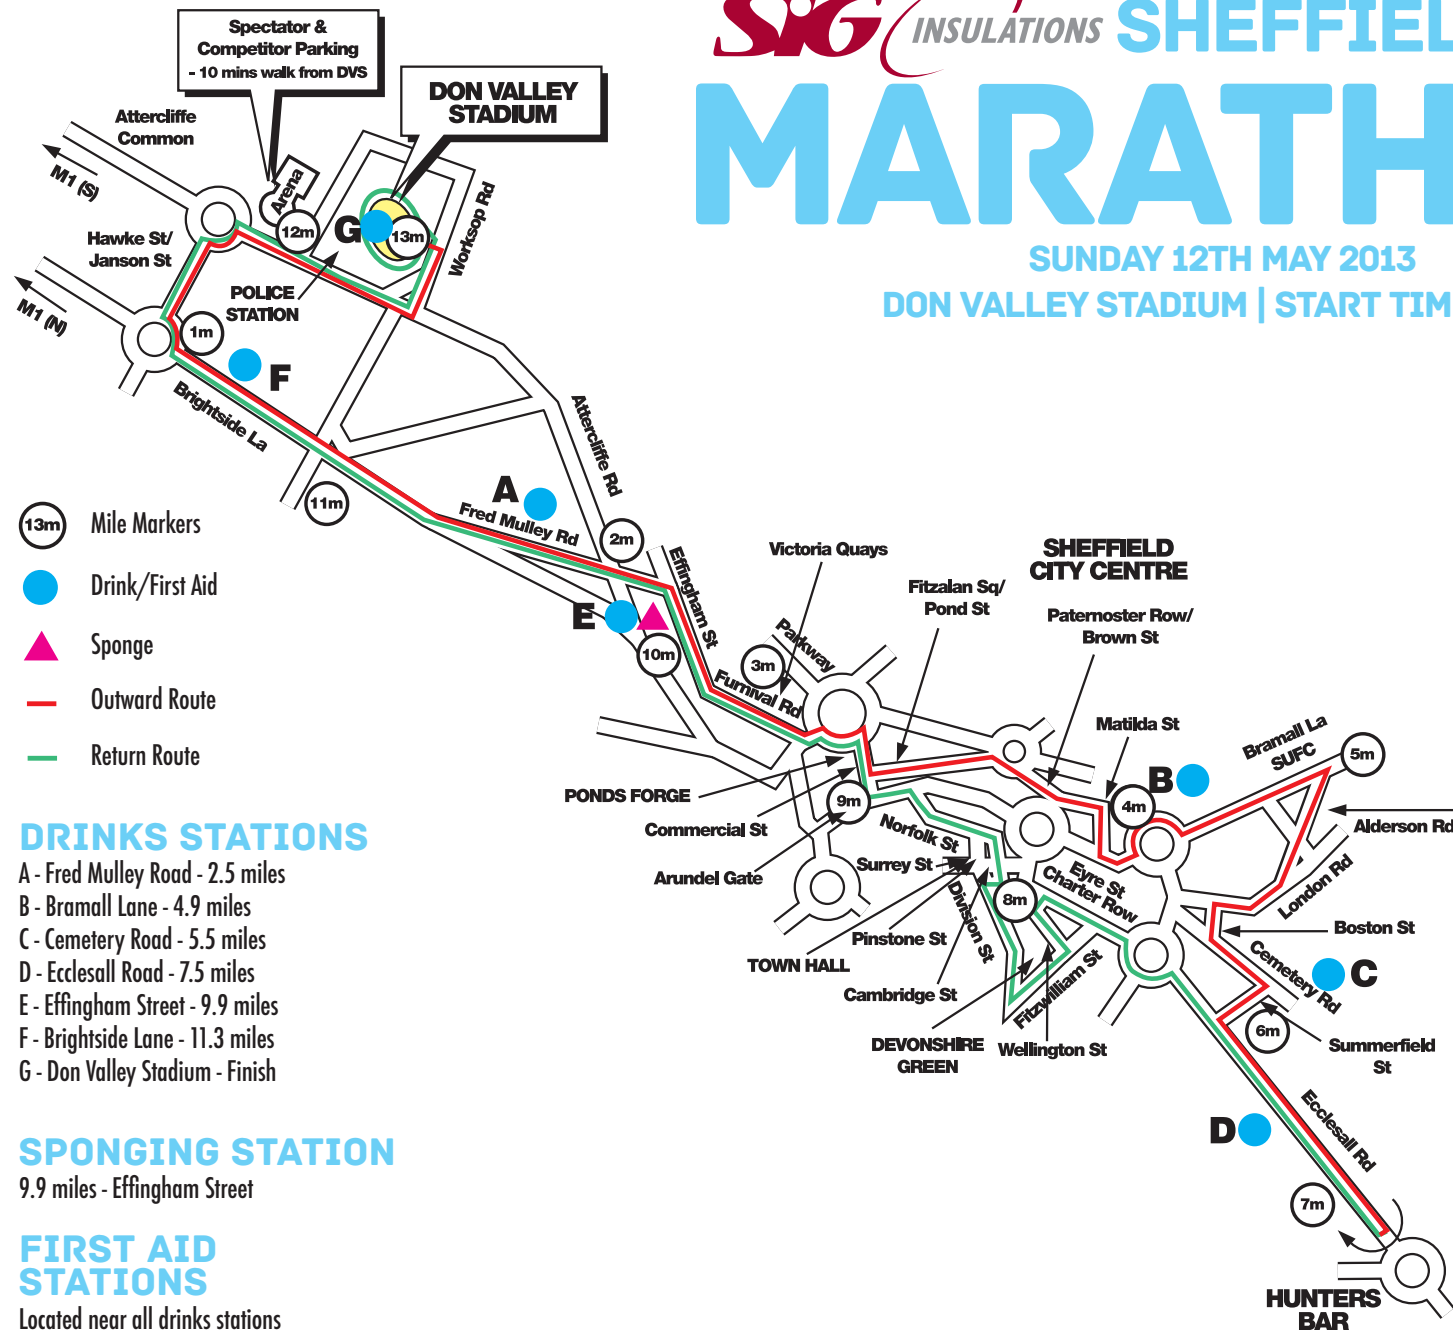 SiG INSULATIONS SHEFFIEL
MARATH
SUNDAY 12TH MAY 2013
DON VALLEY STADIUM | START TIM
Spectator &
Competitor Parking
- 10 mins walk from DVS
DON VALLEY
STADIUM
Attercliffe
Common
M1 (S)
Arena
12m
G
13m
Worksop Rd
Hawke St/
Janson St
POLICE
STATION
M1 (N)
1m
F
Brightside La
Attercliffe Rd
11m
A
Fred Mulley Rd
2m
13m Mile Markers
Drink/First Aid
Sponge
Outward Route
Return Route
E
10m
Effingham St
Victoria Quays
3m
Parkway
Furnival Rd
Fitzalan Sq/
Pond St
SHEFFIELD
CITY CENTRE
Paternoster Row/
Brown St
Matilda St
Bramall La
SUFC
5m
B
4m
Alderson Rd
PONDS FORGE
9m
Commercial St
Norfolk St
Arundel Gate
Surrey St
Eyre St
Charter Row
London Rd
Division St
8m
Pinstone St
Boston St
TOWN HALL
Cambridge St
Fitzwilliam St
Cemetery Rd
C
DEVONSHIRE
GREEN
Wellington St
6m
Summerfield
St
D
Ecclesall Rd
7m
HUNTERS
BAR
DRINKS STATIONS
A - Fred Mulley Road - 2.5 miles
B - Bramall Lane - 4.9 miles
C - Cemetery Road - 5.5 miles
D - Ecclesall Road - 7.5 miles
E - Effingham Street - 9.9 miles
F - Brightside Lane - 11.3 miles
G - Don Valley Stadium - Finish
SPONGING STATION
9.9 miles - Effingham Street
FIRST AID
STATIONS
Located near all drinks stations